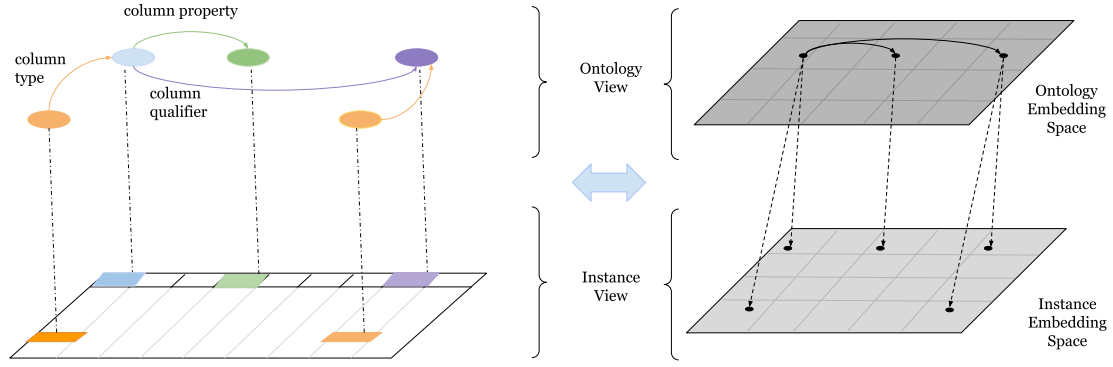 column property
column
type
column
qualifier
Ontology
View
Ontology
Embedding
Space
Instance
View
Instance
Embedding
Space